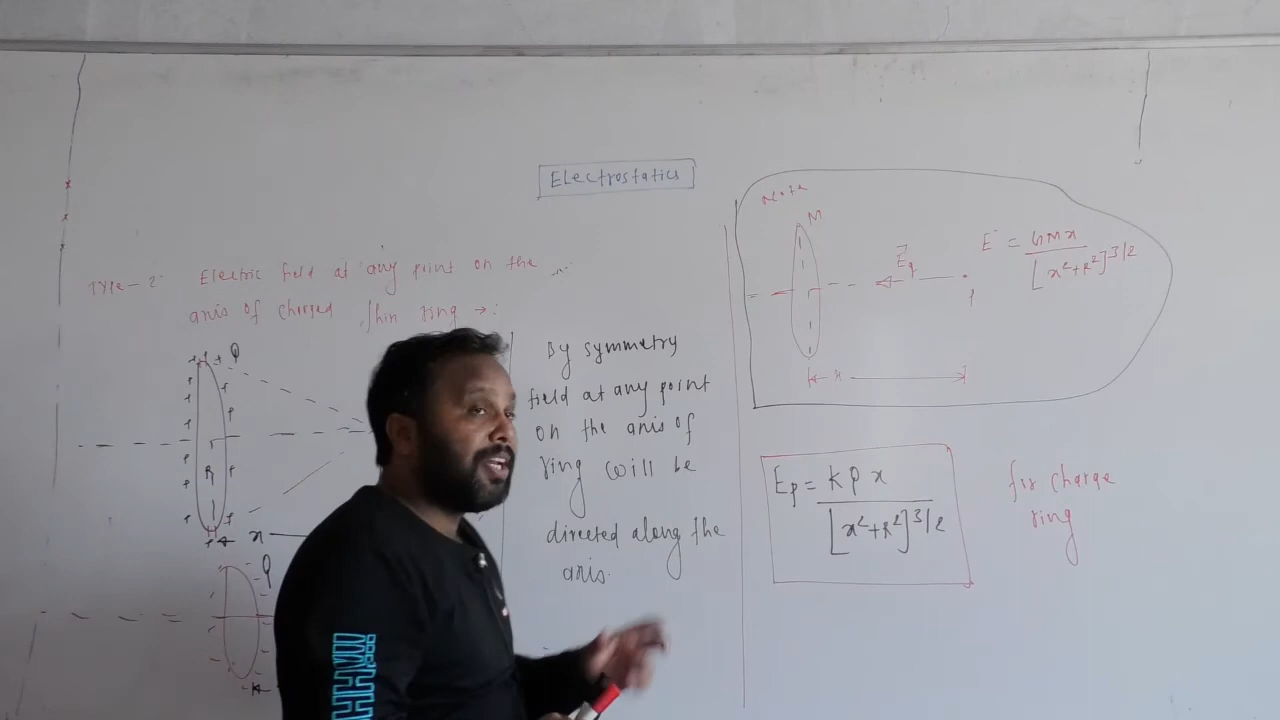 Electrostatics
Type-2 Electric field at any point on the
axis of charged thin ring →:
Q
R
x
Q
By symmetry
field at any point
on the axis of
ring will be
directed along the
axis.
Note
M
E = GMx / [x²+R²]^3/2
P
x
Ep = KQx / [x²+R²]^3/2
for charge
ring